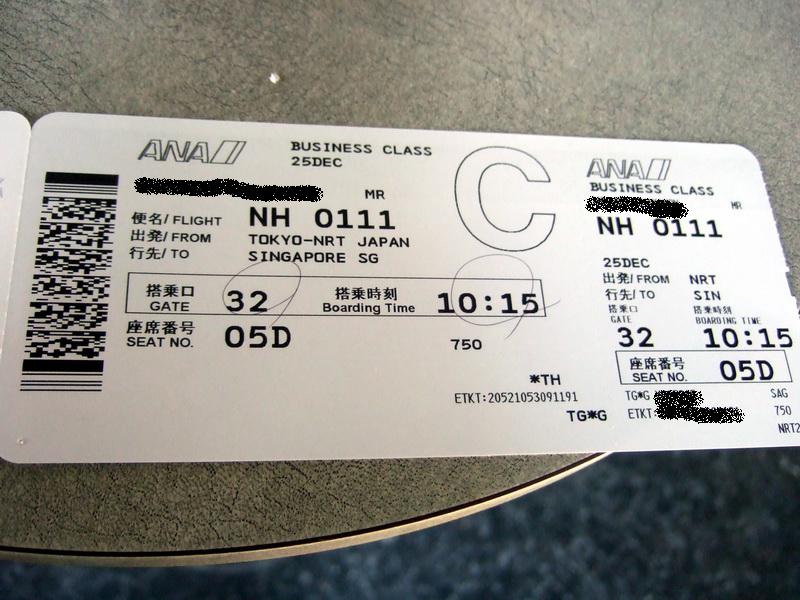 ANA
BUSINESS CLASS
25DEC
C
MR
便名/ FLIGHT NH 0111
出発/ FROM TOKYO-NRT JAPAN
行先/ TO SINGAPORE SG
搭乗口 GATE 32 搭乗時刻 Boarding Time 10:15
座席番号 SEAT NO. 05D
750
*TH
ETKT:20521053091191
TG*G
ANA
BUSINESS CLASS
MR
NH 0111
25DEC
出発/ FROM NRT
行先/ TO SIN
搭乗口 搭乗時刻
GATE BOARDING TIME
32 10:15
座席番号 SEAT NO. 05D
TG*G SAG
ETKT: 750
NRT2